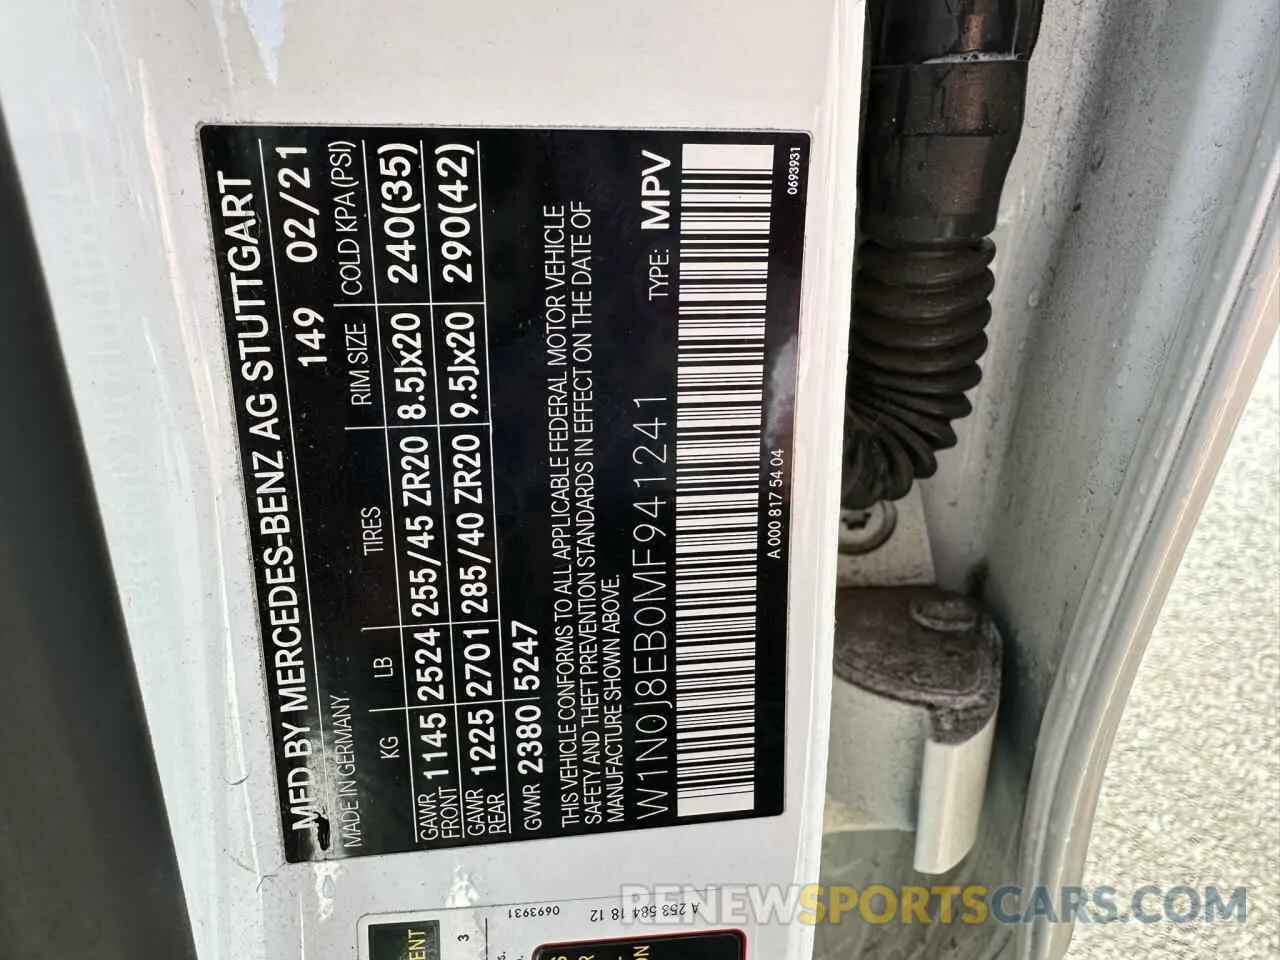 MFD BY MERCEDES-BENZ AG STUTTGART
MADE IN GERMANY 149 02/21
KG LB TIRES RIM SIZE COLD KPA (PSI)
GAWR FRONT 1145 2524 255/45 ZR20 8.5Jx20 240(35)
GAWR REAR 1225 2701 285/40 ZR20 9.5Jx20 290(42)
GVWR 2380 5247
THIS VEHICLE CONFORMS TO ALL APPLICABLE FEDERAL MOTOR VEHICLE
SAFETY AND THEFT PREVENTION STANDARDS IN EFFECT ON THE DATE OF
MANUFACTURE SHOWN ABOVE.
W1N0J8EB0MF941241 TYPE: MPV
A 000 817 54 04 0693931
A 253 584 18 12
0693931
3
RENEWSPORTSCARS.COM